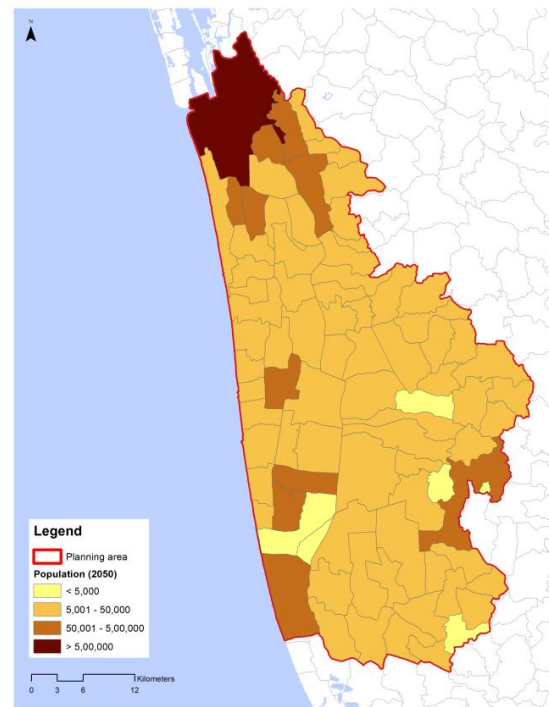 N
Legend
Planning area
Population (2050)
< 5,000
5,001 - 50,000
50,001 - 5,00,000
> 5,00,000
Kilometers
0 3 6 12